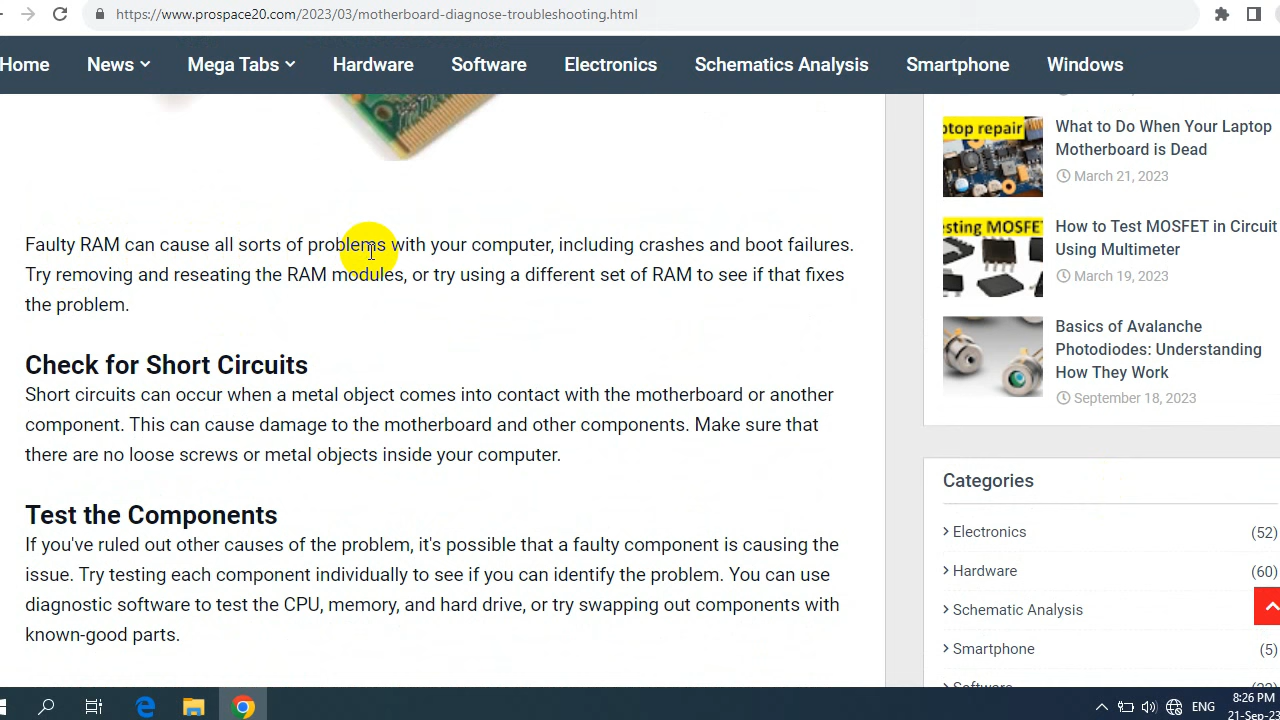 https://www.prospace20.com/2023/03/motherboard-diagnose-troubleshooting.html
Home News Mega Tabs Hardware Software Electronics Schematics Analysis Smartphone Windows
Faulty RAM can cause all sorts of problems with your computer, including crashes and boot failures.
Try removing and reseating the RAM modules, or try using a different set of RAM to see if that fixes
the problem.
Check for Short Circuits
Short circuits can occur when a metal object comes into contact with the motherboard or another
component. This can cause damage to the motherboard and other components. Make sure that
there are no loose screws or metal objects inside your computer.
Test the Components
If you've ruled out other causes of the problem, it's possible that a faulty component is causing the
issue. Try testing each component individually to see if you can identify the problem. You can use
diagnostic software to test the CPU, memory, and hard drive, or try swapping out components with
known-good parts.
ptop repair
What to Do When Your Laptop
Motherboard is Dead
March 21, 2023
esting MOSFET
How to Test MOSFET in Circuit
Using Multimeter
March 19, 2023
Basics of Avalanche
Photodiodes: Understanding
How They Work
September 18, 2023
Categories
Electronics (52)
Hardware (60)
Schematic Analysis
Smartphone (5)
Software
ENG
8:26 PM
21-Sep-23